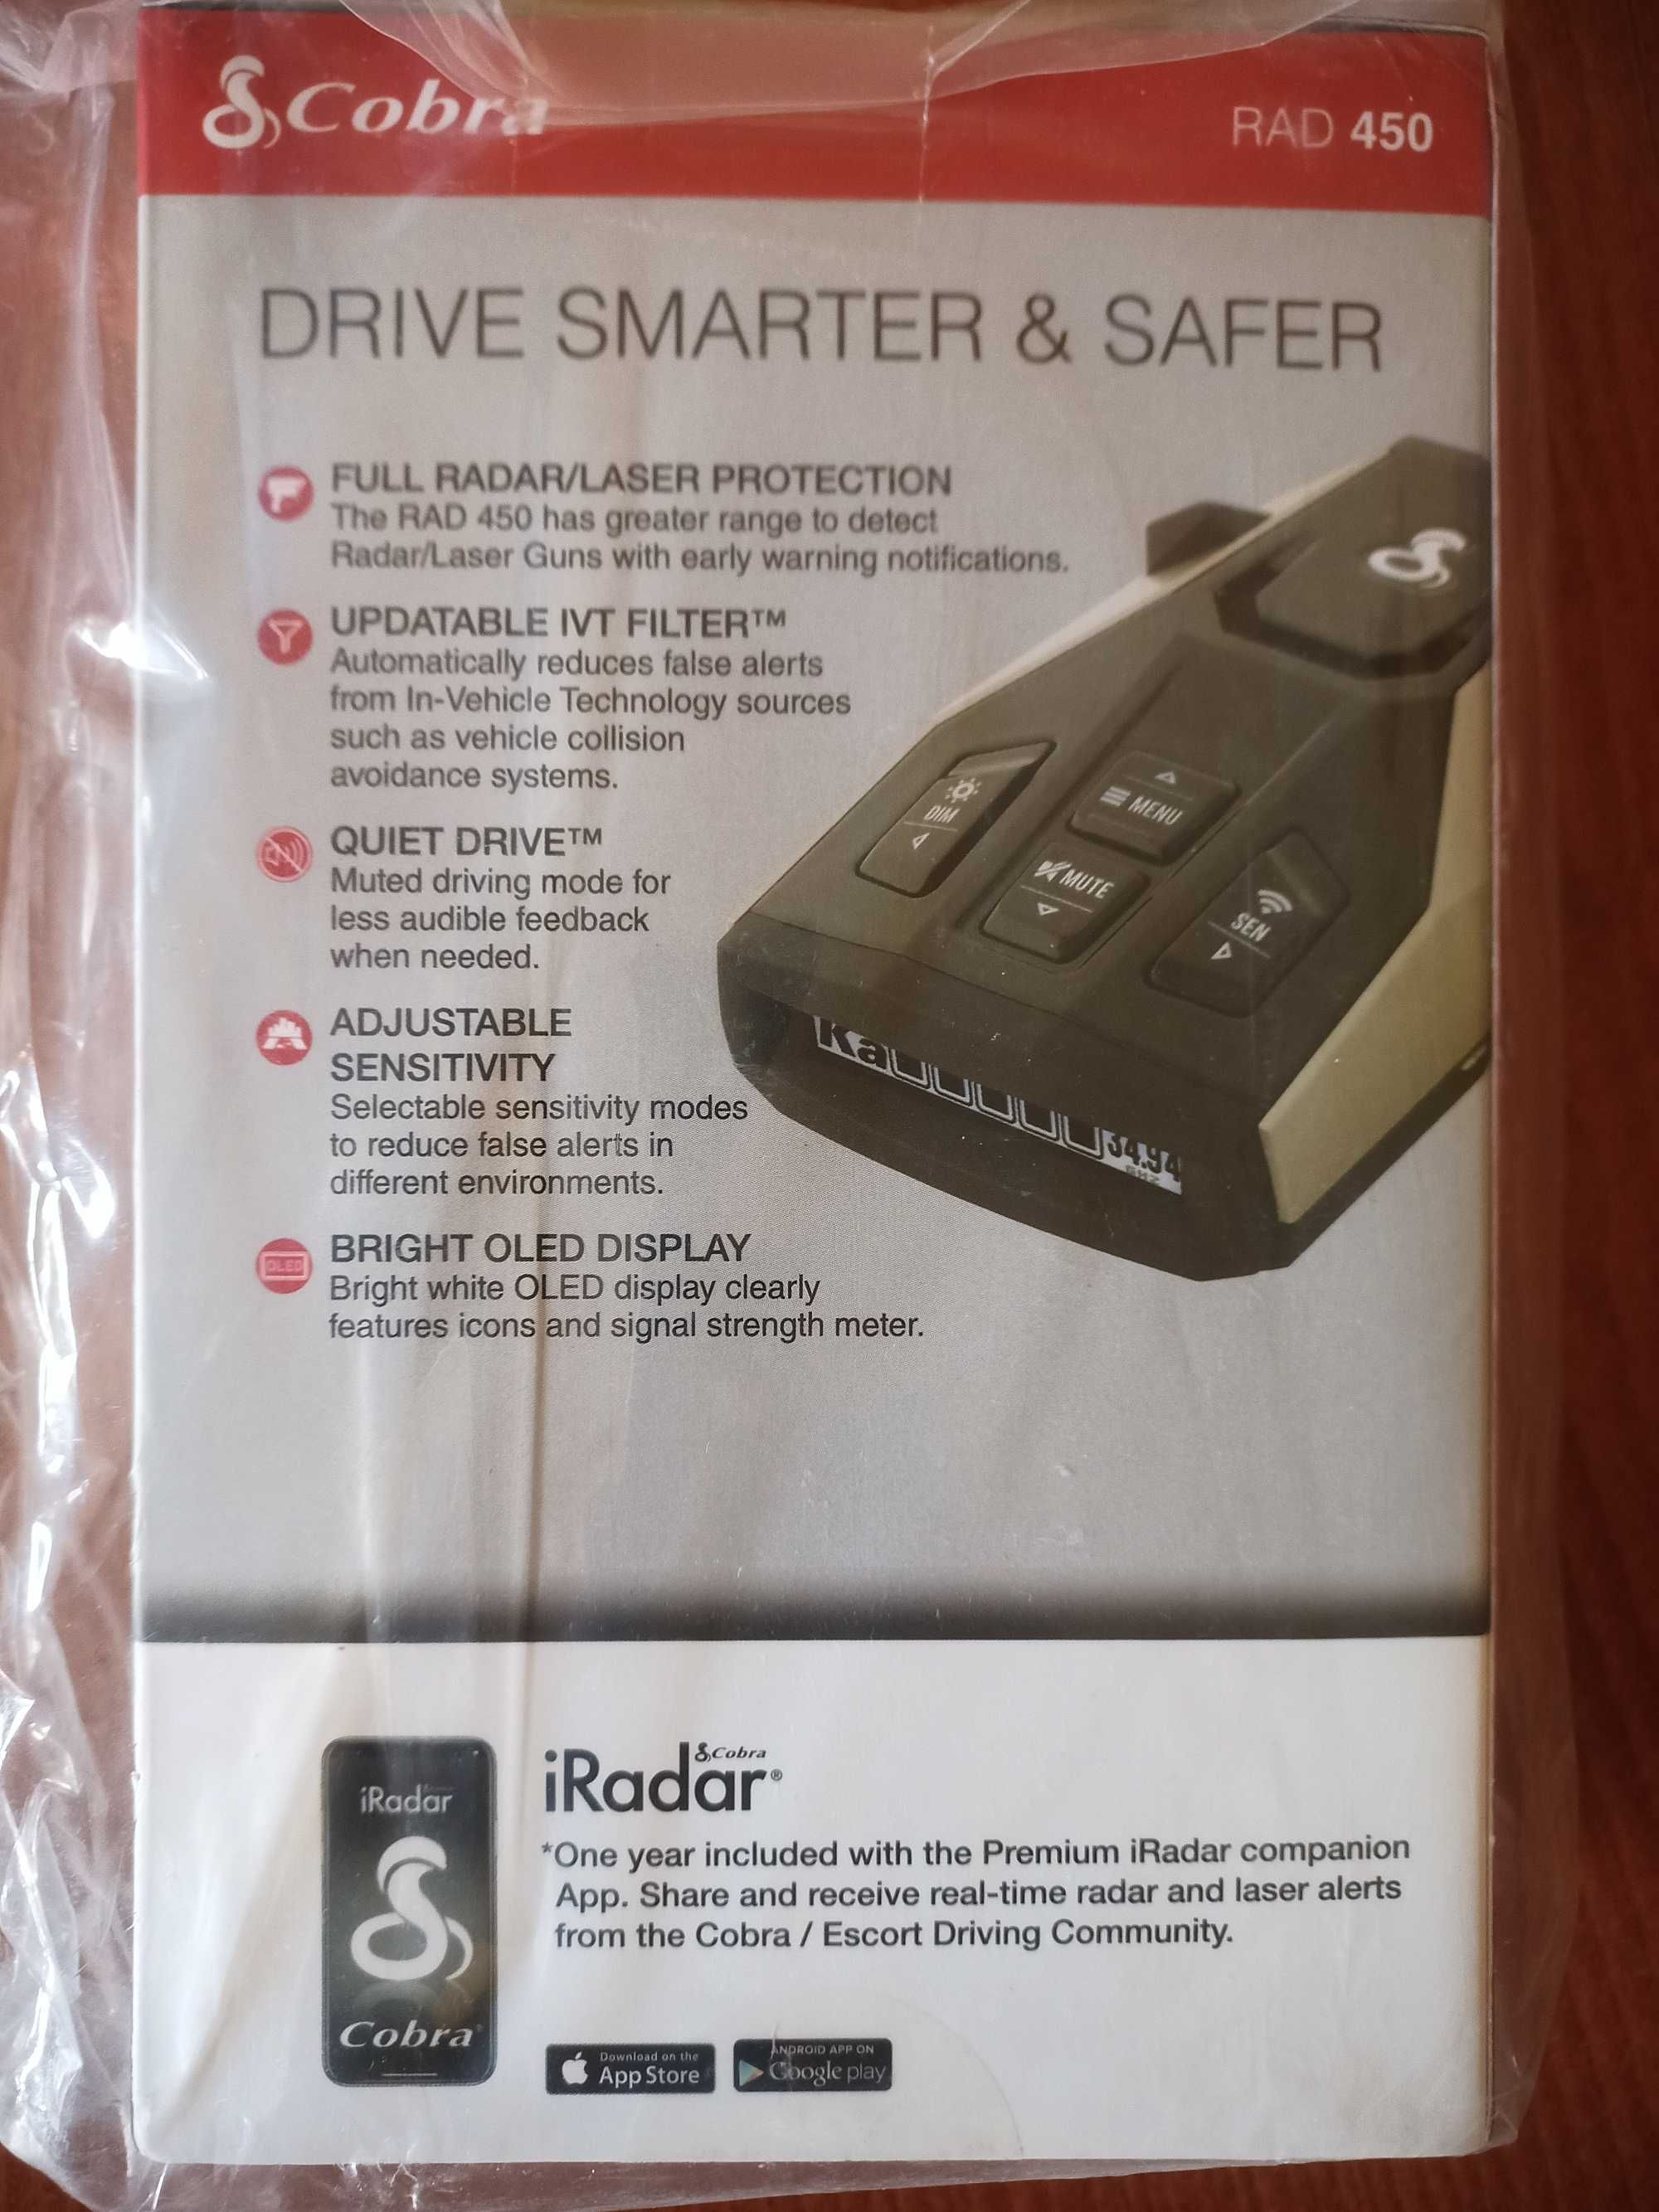 Cobra
RAD 450
DRIVE SMARTER & SAFER
FULL RADAR/LASER PROTECTION
The RAD 450 has greater range to detect
Radar/Laser Guns with early warning notifications.
UPDATABLE IVT FILTER™
Automatically reduces false alerts
from In-Vehicle Technology sources
such as vehicle collision
avoidance systems.
QUIET DRIVE™
Muted driving mode for
less audible feedback
when needed.
ADJUSTABLE
SENSITIVITY
Selectable sensitivity modes
to reduce false alerts in
different environments.
OLED
BRIGHT OLED DISPLAY
Bright white OLED display clearly
features icons and signal strength meter.
DIM
MENU
MUTE
SEN
Ka 34.94
GHz
iRadar
Cobra
Cobra
iRadar®
*One year included with the Premium iRadar companion
App. Share and receive real-time radar and laser alerts
from the Cobra / Escort Driving Community.
Download on the
App Store
ANDROID APP ON
Google play